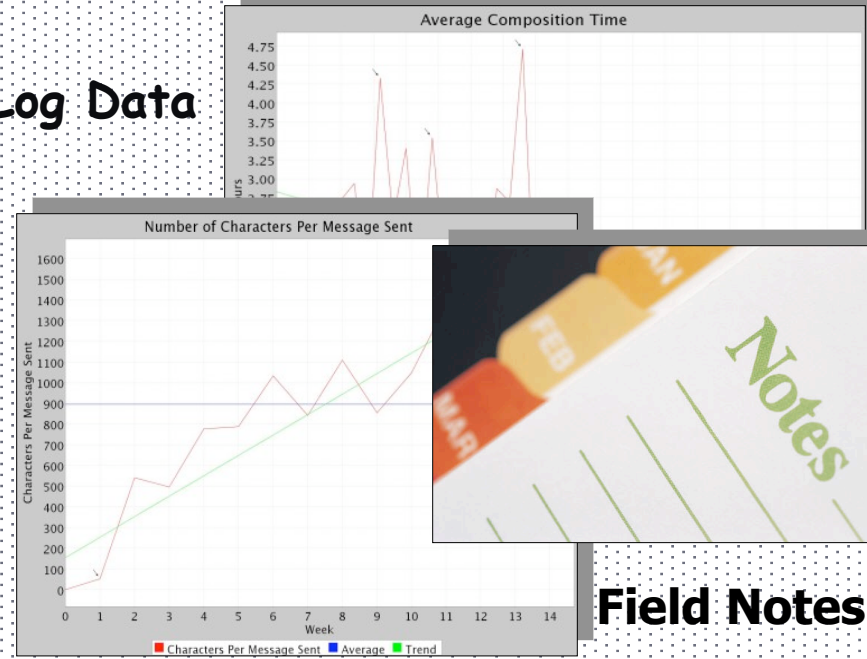 Average Composition Time
4.75
4.50
4.25
4.00
3.75
3.50
3.25
3.00
Log Data
Number of Characters Per Message Sent
1600
1500
1400
1300
1200
1100
1000
900
800
700
600
500
400
300
200
100
0
Characters Per Message Sent
0 1 2 3 4 5 6 7 8 9 10 11 12 13 14
Week
Characters Per Message Sent Average Trend
FEB
MAR
Notes
Field Notes